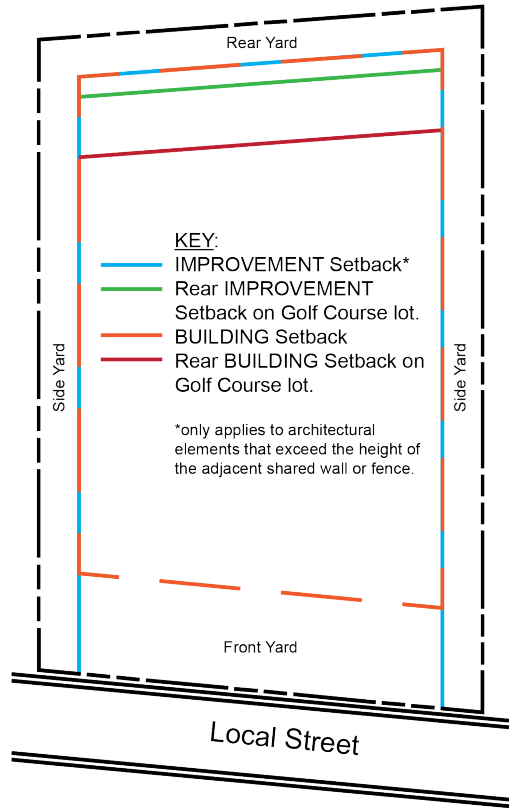 Rear Yard
KEY:
IMPROVEMENT Setback*
Rear IMPROVEMENT
Setback on Golf Course lot.
BUILDING Setback
Rear BUILDING Setback on
Golf Course lot.
Side Yard
Side Yard
*only applies to architectural
elements that exceed the height of
the adjacent shared wall or fence.
Front Yard
Local Street